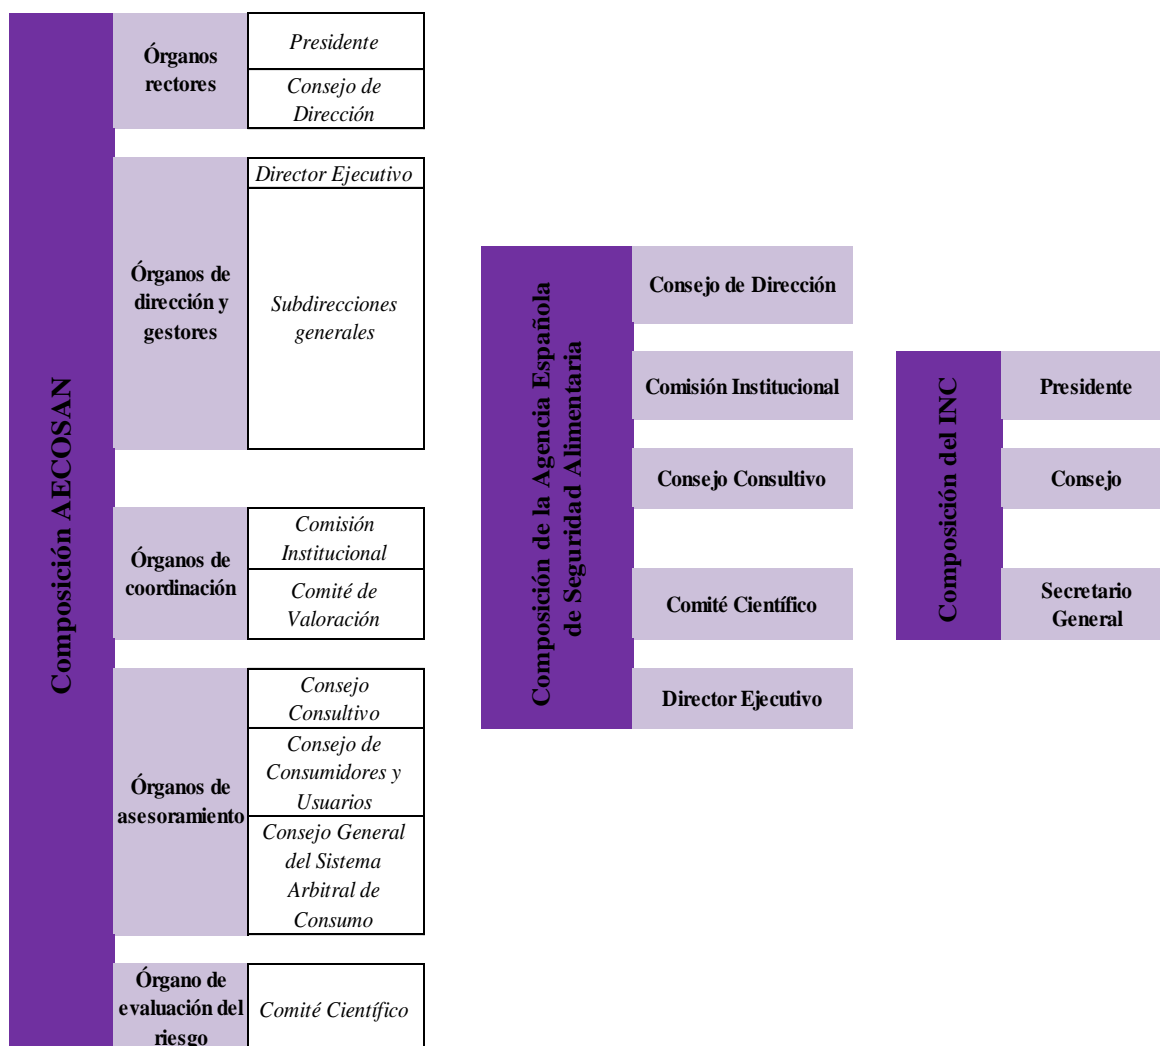 Composición AECOSAN
Órganos
rectores
Presidente
Consejo de
Dirección
Órganos de
dirección y
gestores
Director Ejecutivo
Subdirecciones
generales
Órganos de
coordinación
Comisión
Institucional
Comité de
Valoración
Órganos de
asesoramiento
Consejo
Consultivo
Consejo de
Consumidores y
Usuarios
Consejo General
del Sistema
Arbitral de
Consumo
Órgano de
evaluación del
riesgo
Comité Científico
Composición de la Agencia Española
de Seguridad Alimentaria
Consejo de Dirección
Comisión Institucional
Consejo Consultivo
Comité Científico
Director Ejecutivo
Composición del INC
Presidente
Consejo
Secretario
General